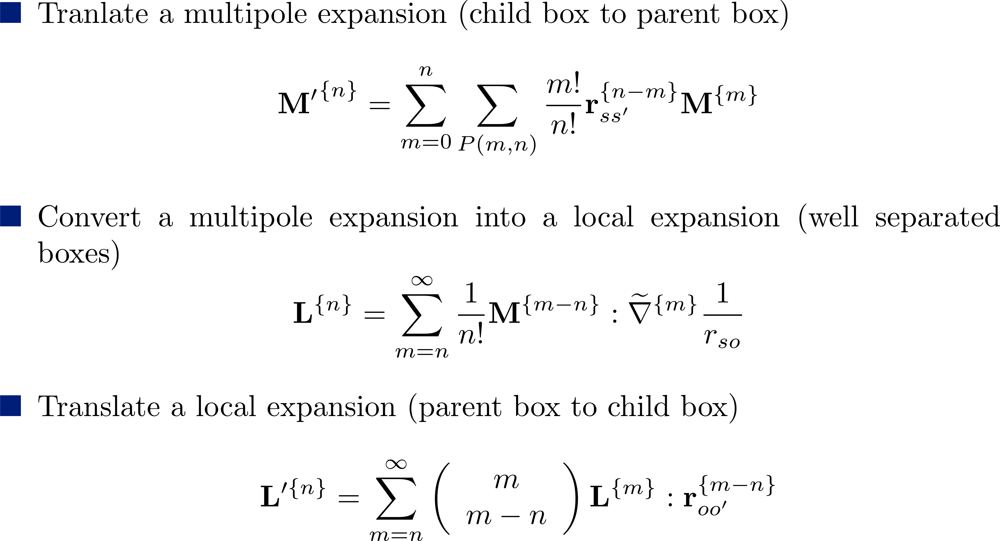 ■ Tranlate a multipole expansion (child box to parent box)
$\mathbf{M}'^{\{n\}} = \sum_{m=0}^{n} \sum_{P(m,n)} \frac{m!}{n!} \mathbf{r}_{ss'}^{\{n-m\}} \mathbf{M}^{\{m\}}$
■ Convert a multipole expansion into a local expansion (well separated
boxes)
$\mathbf{L}^{\{n\}} = \sum_{m=n}^{\infty} \frac{1}{n!} \mathbf{M}^{\{m-n\}} : \widetilde{\nabla}^{\{m\}} \frac{1}{r_{so}}$
■ Translate a local expansion (parent box to child box)
$\mathbf{L}'^{\{n\}} = \sum_{m=n}^{\infty} \left( \begin{array}{c} m \\ m-n \end{array} \right) \mathbf{L}^{\{m\}} : \mathbf{r}_{oo'}^{\{m-n\}}$